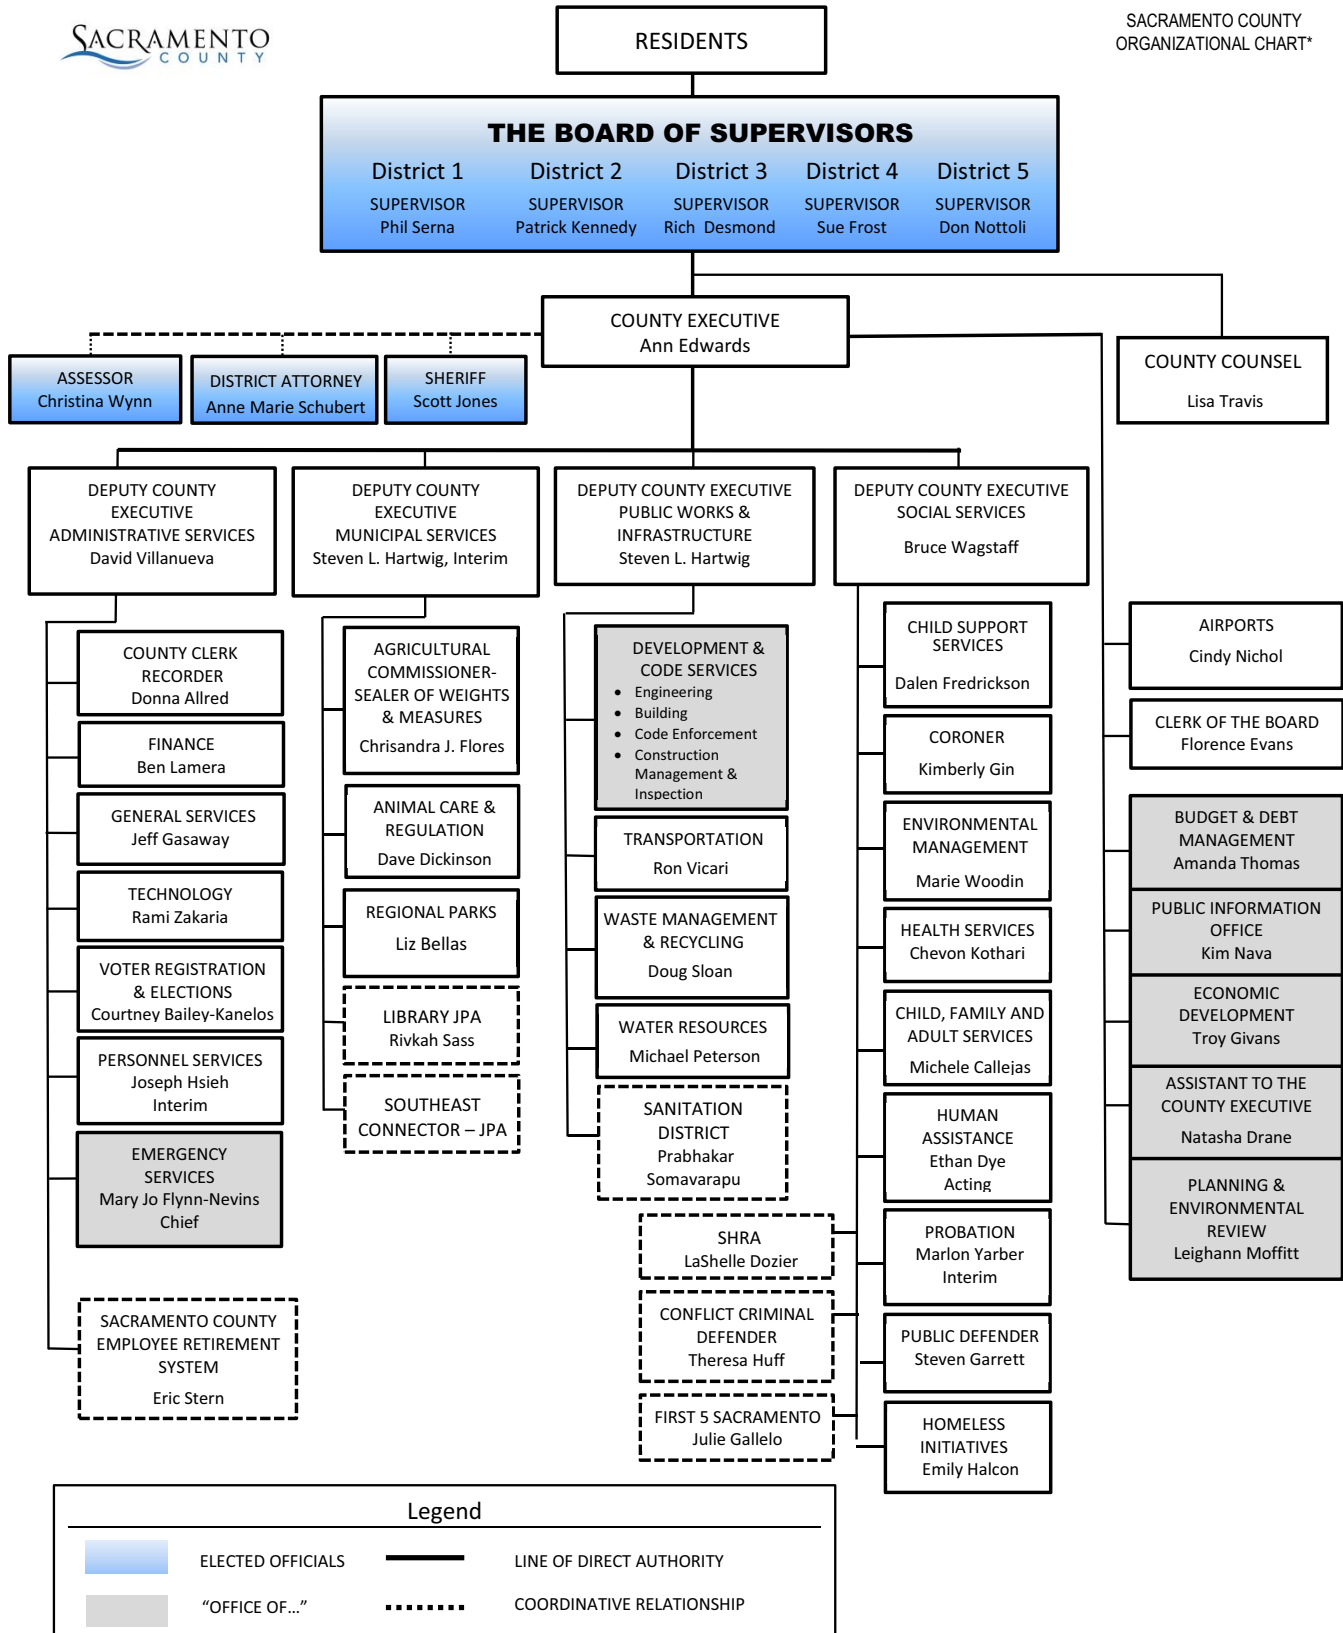 SACRAMENTO
COUNTY
SACRAMENTO COUNTY
ORGANIZATIONAL CHART*
RESIDENTS
THE BOARD OF SUPERVISORS
District 1
SUPERVISOR
Phil Serna
District 2
SUPERVISOR
Patrick Kennedy
District 3
SUPERVISOR
Rich Desmond
District 4
SUPERVISOR
Sue Frost
District 5
SUPERVISOR
Don Nottoli
COUNTY EXECUTIVE
Ann Edwards
COUNTY COUNSEL
Lisa Travis
ASSESSOR
Christina Wynn
DISTRICT ATTORNEY
Anne Marie Schubert
SHERIFF
Scott Jones
DEPUTY COUNTY
EXECUTIVE
ADMINISTRATIVE SERVICES
David Villanueva
DEPUTY COUNTY
EXECUTIVE
MUNICIPAL SERVICES
Steven L. Hartwig, Interim
DEPUTY COUNTY EXECUTIVE
PUBLIC WORKS &
INFRASTRUCTURE
Steven L. Hartwig
DEPUTY COUNTY EXECUTIVE
SOCIAL SERVICES
Bruce Wagstaff
COUNTY CLERK
RECORDER
Donna Allred
FINANCE
Ben Lamera
GENERAL SERVICES
Jeff Gasaway
TECHNOLOGY
Rami Zakaria
VOTER REGISTRATION
& ELECTIONS
Courtney Bailey-Kanelos
PERSONNEL SERVICES
Joseph Hsieh
Interim
EMERGENCY
SERVICES
Mary Jo Flynn-Nevins
Chief
SACRAMENTO COUNTY
EMPLOYEE RETIREMENT
SYSTEM
Eric Stern
AGRICULTURAL
COMMISSIONER-
SEALER OF WEIGHTS
& MEASURES
Chrisandra J. Flores
ANIMAL CARE &
REGULATION
Dave Dickinson
REGIONAL PARKS
Liz Bellas
LIBRARY JPA
Rivkah Sass
SOUTHEAST
CONNECTOR – JPA
DEVELOPMENT &
CODE SERVICES
• Engineering
• Building
• Code Enforcement
• Construction
Management &
Inspection
TRANSPORTATION
Ron Vicari
WASTE MANAGEMENT
& RECYCLING
Doug Sloan
WATER RESOURCES
Michael Peterson
SANITATION
DISTRICT
Prabhakar
Somavarapu
SHRA
LaShelle Dozier
CONFLICT CRIMINAL
DEFENDER
Theresa Huff
FIRST 5 SACRAMENTO
Julie Gallelo
CHILD SUPPORT
SERVICES
Dalen Fredrickson
CORONER
Kimberly Gin
ENVIRONMENTAL
MANAGEMENT
Marie Woodin
HEALTH SERVICES
Chevon Kothari
CHILD, FAMILY AND
ADULT SERVICES
Michele Callejas
HUMAN
ASSISTANCE
Ethan Dye
Acting
PROBATION
Marlon Yarber
Interim
PUBLIC DEFENDER
Steven Garrett
HOMELESS
INITIATIVES
Emily Halcon
AIRPORTS
Cindy Nichol
CLERK OF THE BOARD
Florence Evans
BUDGET & DEBT
MANAGEMENT
Amanda Thomas
PUBLIC INFORMATION
OFFICE
Kim Nava
ECONOMIC
DEVELOPMENT
Troy Givans
ASSISTANT TO THE
COUNTY EXECUTIVE
Natasha Drane
PLANNING &
ENVIRONMENTAL
REVIEW
Leighann Moffitt
Legend
ELECTED OFFICIALS
LINE OF DIRECT AUTHORITY
"OFFICE OF…"
COORDINATIVE RELATIONSHIP